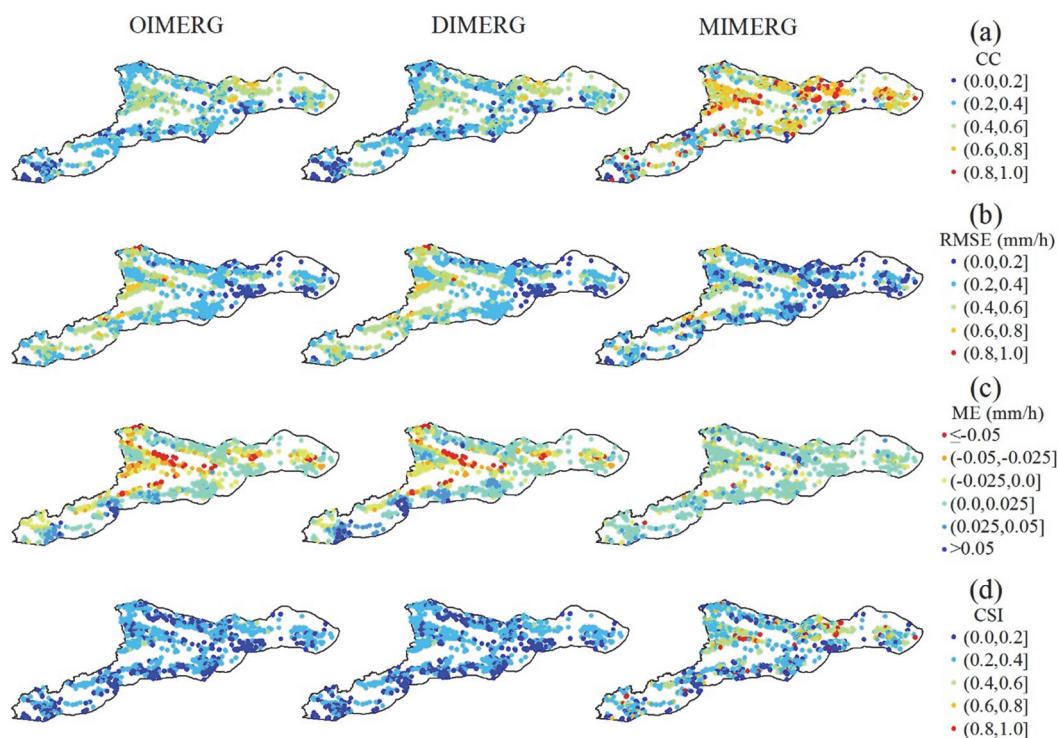 OIMERG DIMERG MIMERG
(a)
CC
(0.0,0.2]
(0.2,0.4]
(0.4,0.6]
(0.6,0.8]
(0.8,1.0]
(b)
RMSE (mm/h)
(0.0,0.2]
(0.2,0.4]
(0.4,0.6]
(0.6,0.8]
(0.8,1.0]
(c)
ME (mm/h)
≤-0.05
(-0.05,-0.025]
(-0.025,0.0]
(0.0,0.025]
(0.025,0.05]
>0.05
(d)
CSI
(0.0,0.2]
(0.2,0.4]
(0.4,0.6]
(0.6,0.8]
(0.8,1.0]